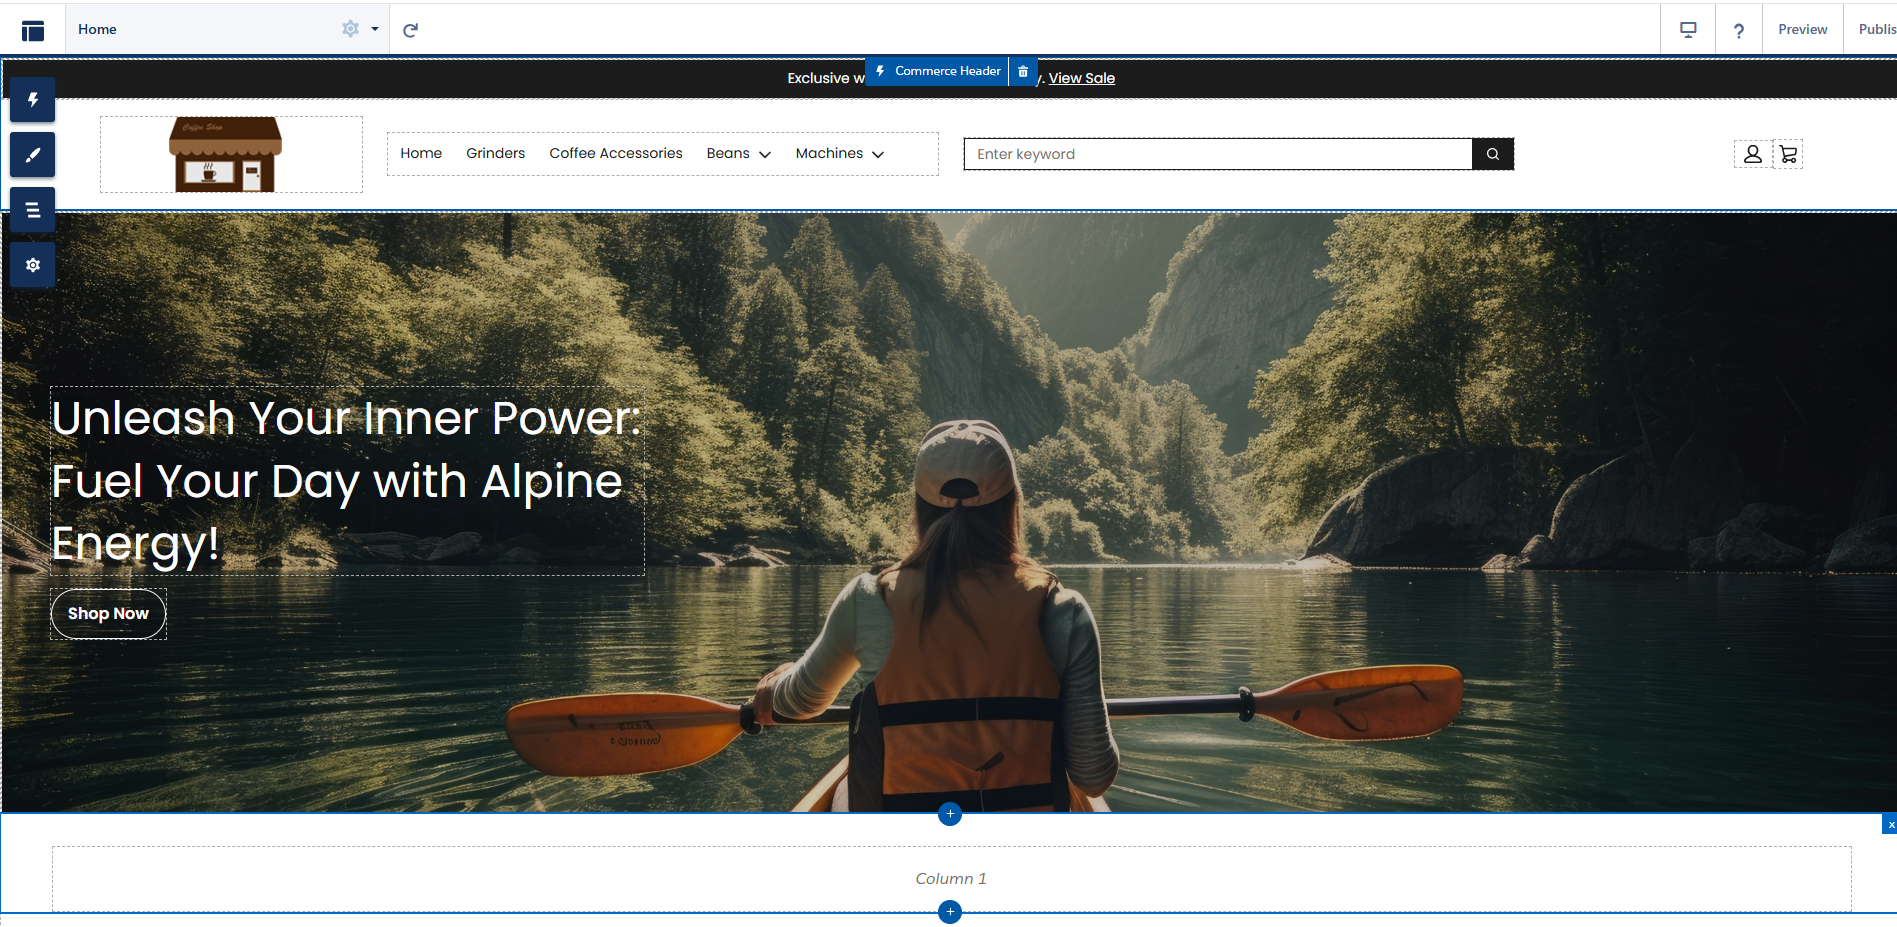 Home
?
Preview
Publis
Exclusive w
Commerce Header
y. View Sale
Coffee Shop
Home
Grinders
Coffee Accessories
Beans
Machines
Enter keyword
Unleash Your Inner Power:
Fuel Your Day with Alpine
Energy!
Shop Now
+
x
Column 1
+